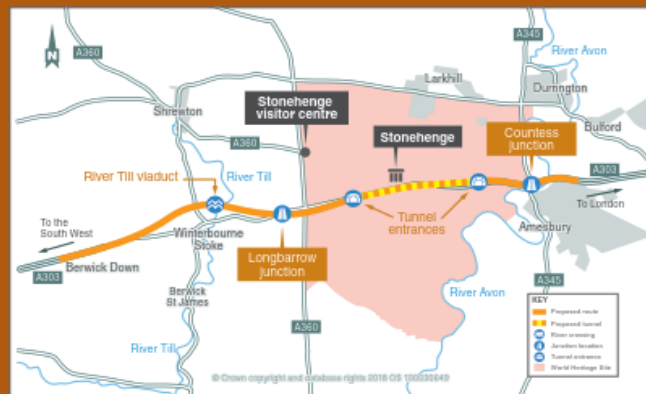 A345
River Avon
N
A360
Larkhill
Durrington
Shrewton
Stonehenge
visitor centre
Stonehenge
Countess
junction
Bulford
A360
A303
River Till viaduct
River Till
To London
Tunnel
entrances
To the
South West
Winterbourne
Stoke
Amesbury
Longbarrow
junction
A303
Berwick Down
A345
Berwick
St James
River Avon
KEY
Proposed route
Proposed tunnel
River crossing
Junction location
Tunnel entrance
World Heritage Site
A360
River Till
© Crown copyright and database rights 2018 OS 100030649